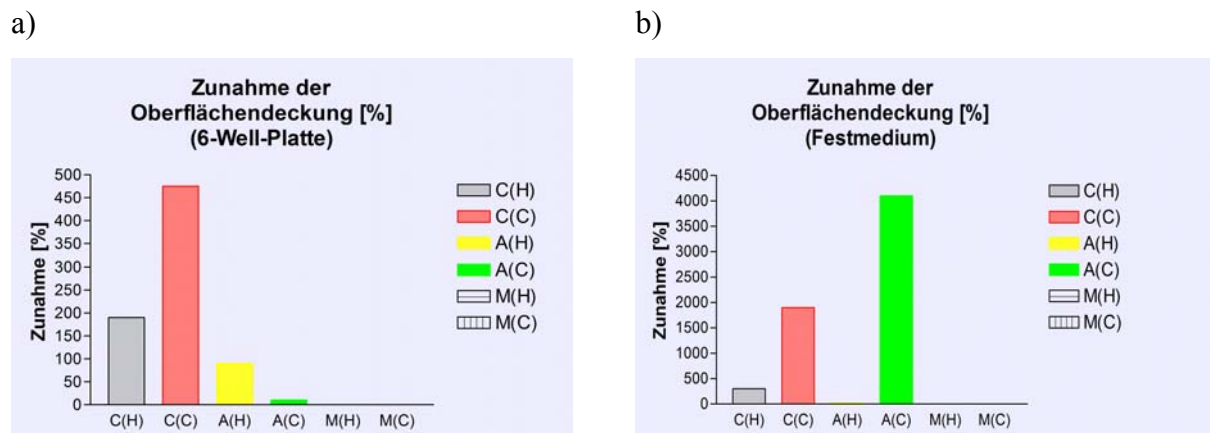 a)
Zunahme der
Oberflächendeckung [%]
(6-Well-Platte)
Zunahme [%]
500
450
400
350
300
250
200
150
100
50
0
C(H) C(C) A(H) A(C) M(H) M(C)
C(H)
C(C)
A(H)
A(C)
M(H)
M(C)
b)
Zunahme der
Oberflächendeckung [%]
(Festmedium)
Zunahme [%]
4500
4000
3500
3000
2500
2000
1500
1000
500
0
C(H) C(C) A(H) A(C) M(H) M(C)
C(H)
C(C)
A(H)
A(C)
M(H)
M(C)